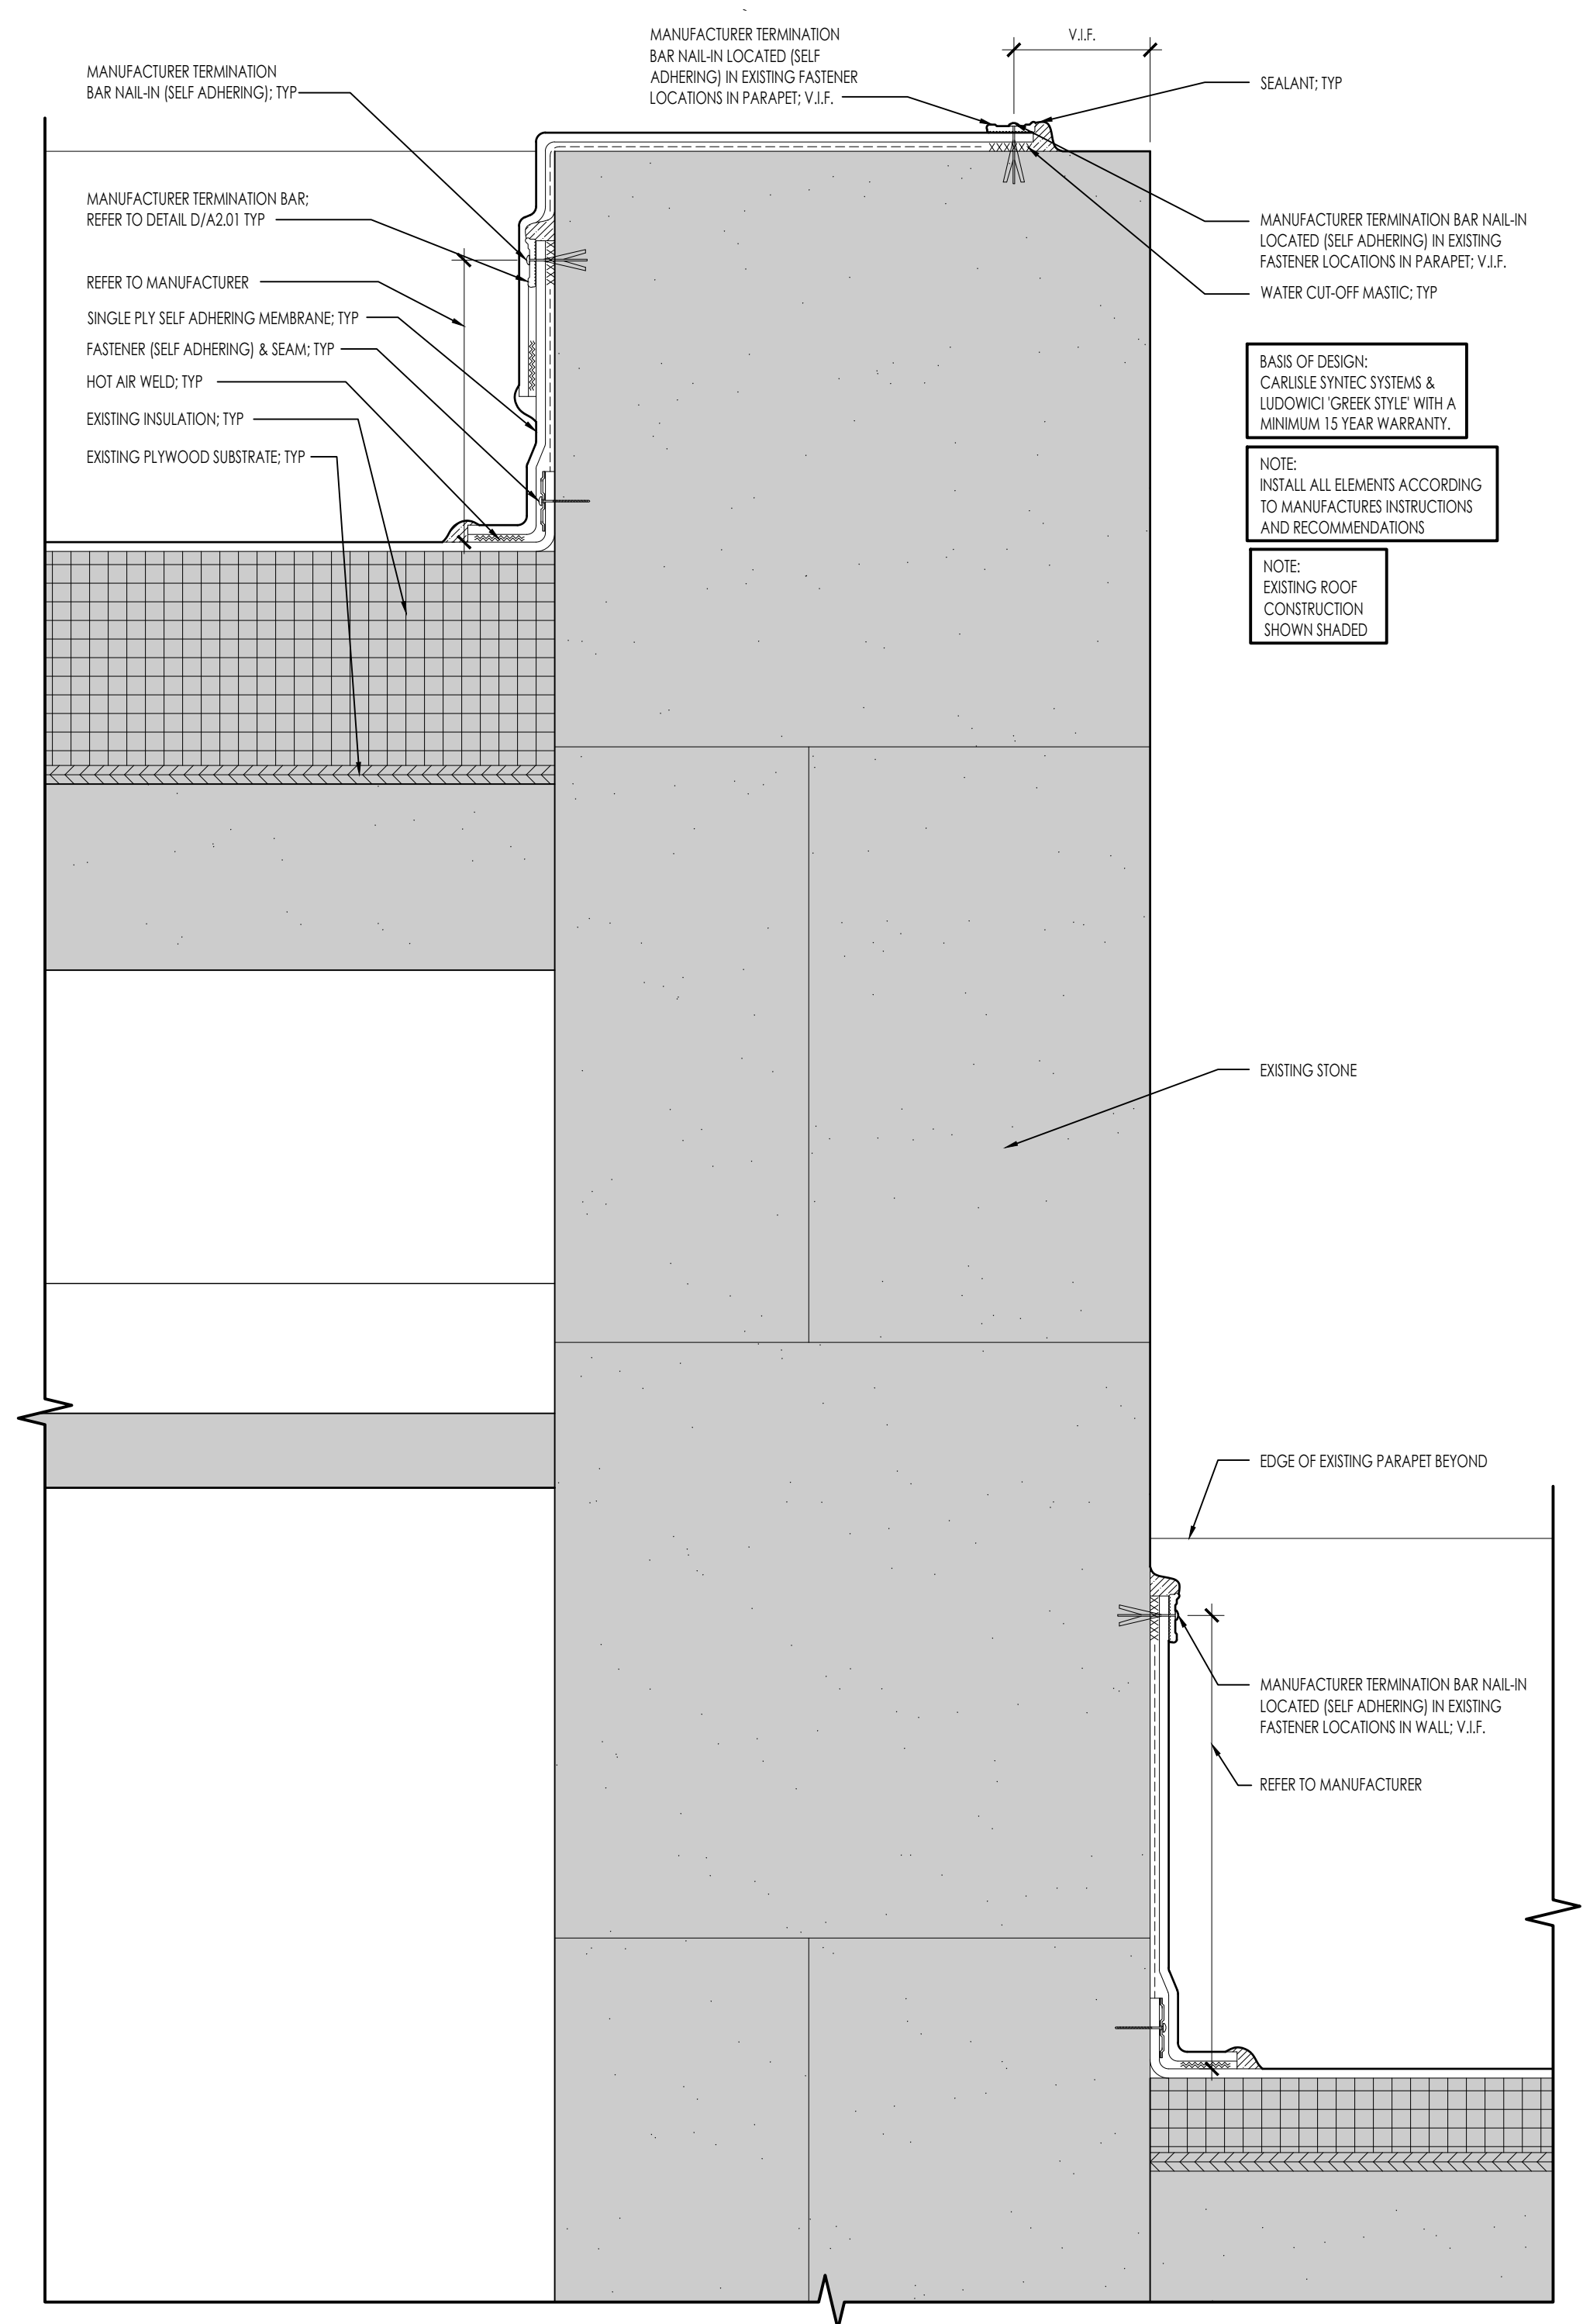 MANUFACTURER TERMINATION
BAR NAIL-IN LOCATED (SELF
ADHERING) IN EXISTING FASTENER
LOCATIONS IN PARAPET; V.I.F.
V.I.F.
MANUFACTURER TERMINATION
BAR NAIL-IN (SELF ADHERING); TYP
SEALANT; TYP
MANUFACTURER TERMINATION BAR;
REFER TO DETAIL D/A2.01 TYP
REFER TO MANUFACTURER
SINGLE PLY SELF ADHERING MEMBRANE; TYP
FASTENER (SELF ADHERING) & SEAM; TYP
HOT AIR WELD; TYP
EXISTING INSULATION; TYP
EXISTING PLYWOOD SUBSTRATE; TYP
MANUFACTURER TERMINATION BAR NAIL-IN
LOCATED (SELF ADHERING) IN EXISTING
FASTENER LOCATIONS IN PARAPET; V.I.F.
WATER CUT-OFF MASTIC; TYP
BASIS OF DESIGN:
CARLISLE SYNTEC SYSTEMS &
LUDOWICI 'GREEK STYLE' WITH A
MINIMUM 15 YEAR WARRANTY.
NOTE:
INSTALL ALL ELEMENTS ACCORDING
TO MANUFACTURES INSTRUCTIONS
AND RECOMMENDATIONS
NOTE:
EXISTING ROOF
CONSTRUCTION
SHOWN SHADED
EXISTING STONE
EDGE OF EXISTING PARAPET BEYOND
MANUFACTURER TERMINATION BAR NAIL-IN
LOCATED (SELF ADHERING) IN EXISTING
FASTENER LOCATIONS IN WALL; V.I.F.
REFER TO MANUFACTURER